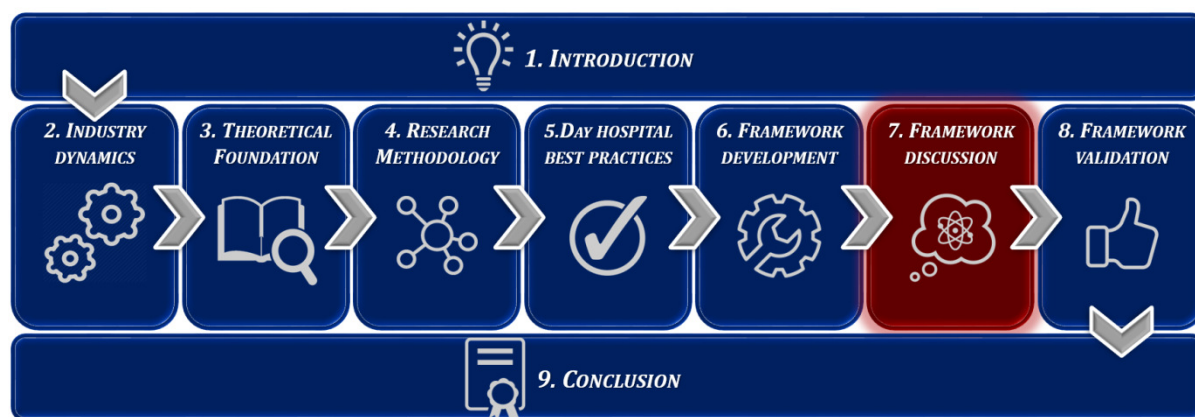 1. Introduction
2. Industry
dynamics
3. Theoretical
Foundation
4. Research
Methodology
5.Day hospital
best practices
6. Framework
development
7. Framework
discussion
8. Framework
validation
9. Conclusion